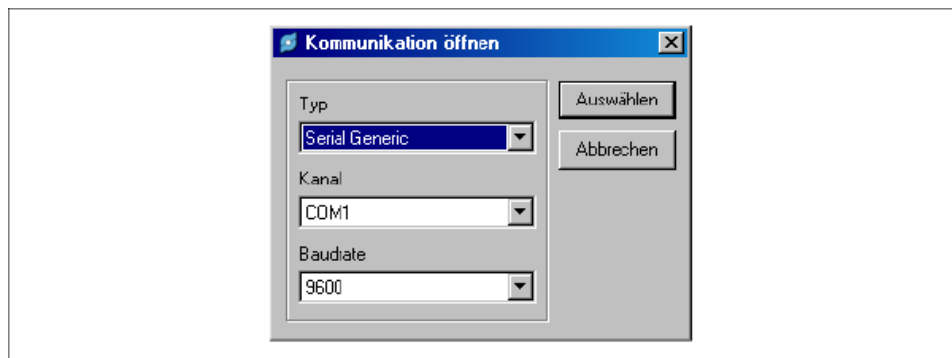 Kommunikation öffnen
Typ
Serial Generic
Kanal
COM1
Baudrate
9600
Auswählen
Abbrechen